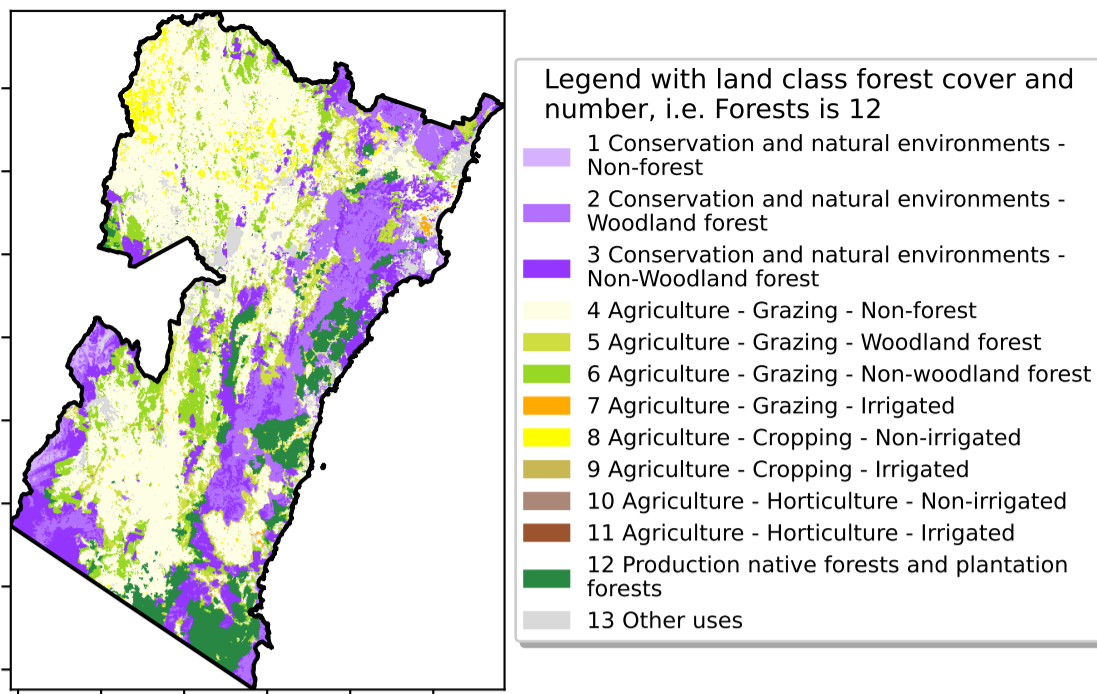 Legend with land class forest cover and
number, i.e. Forests is 12
1 Conservation and natural environments -
Non-forest
2 Conservation and natural environments -
Woodland forest
3 Conservation and natural environments -
Non-Woodland forest
4 Agriculture - Grazing - Non-forest
5 Agriculture - Grazing - Woodland forest
6 Agriculture - Grazing - Non-woodland forest
7 Agriculture - Grazing - Irrigated
8 Agriculture - Cropping - Non-irrigated
9 Agriculture - Cropping - Irrigated
10 Agriculture - Horticulture - Non-irrigated
11 Agriculture - Horticulture - Irrigated
12 Production native forests and plantation
forests
13 Other uses